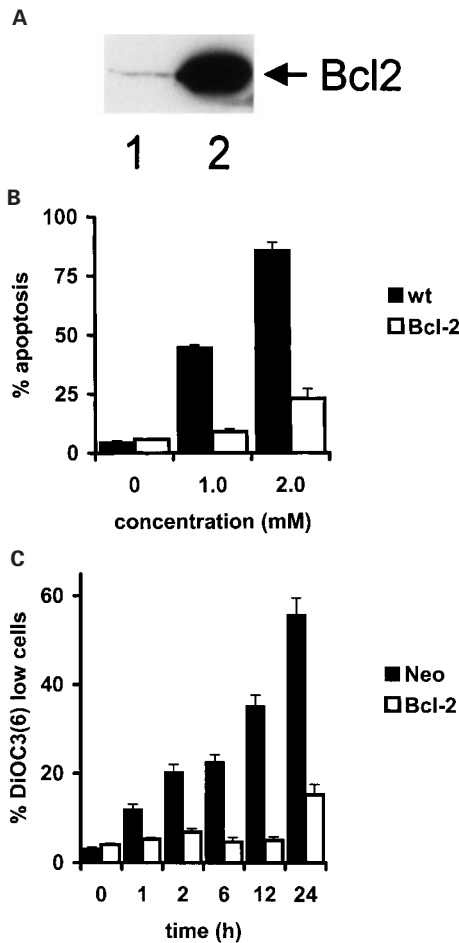 A
Bcl2
1 2
B
100
75
50
25
0
% apoptosis
wt
Bcl-2
0 1.0 2.0
concentration (mM)
C
60
40
20
0
% DiOC3(6) low cells
Neo
Bcl-2
0 1 2 6 12 24
time (h)